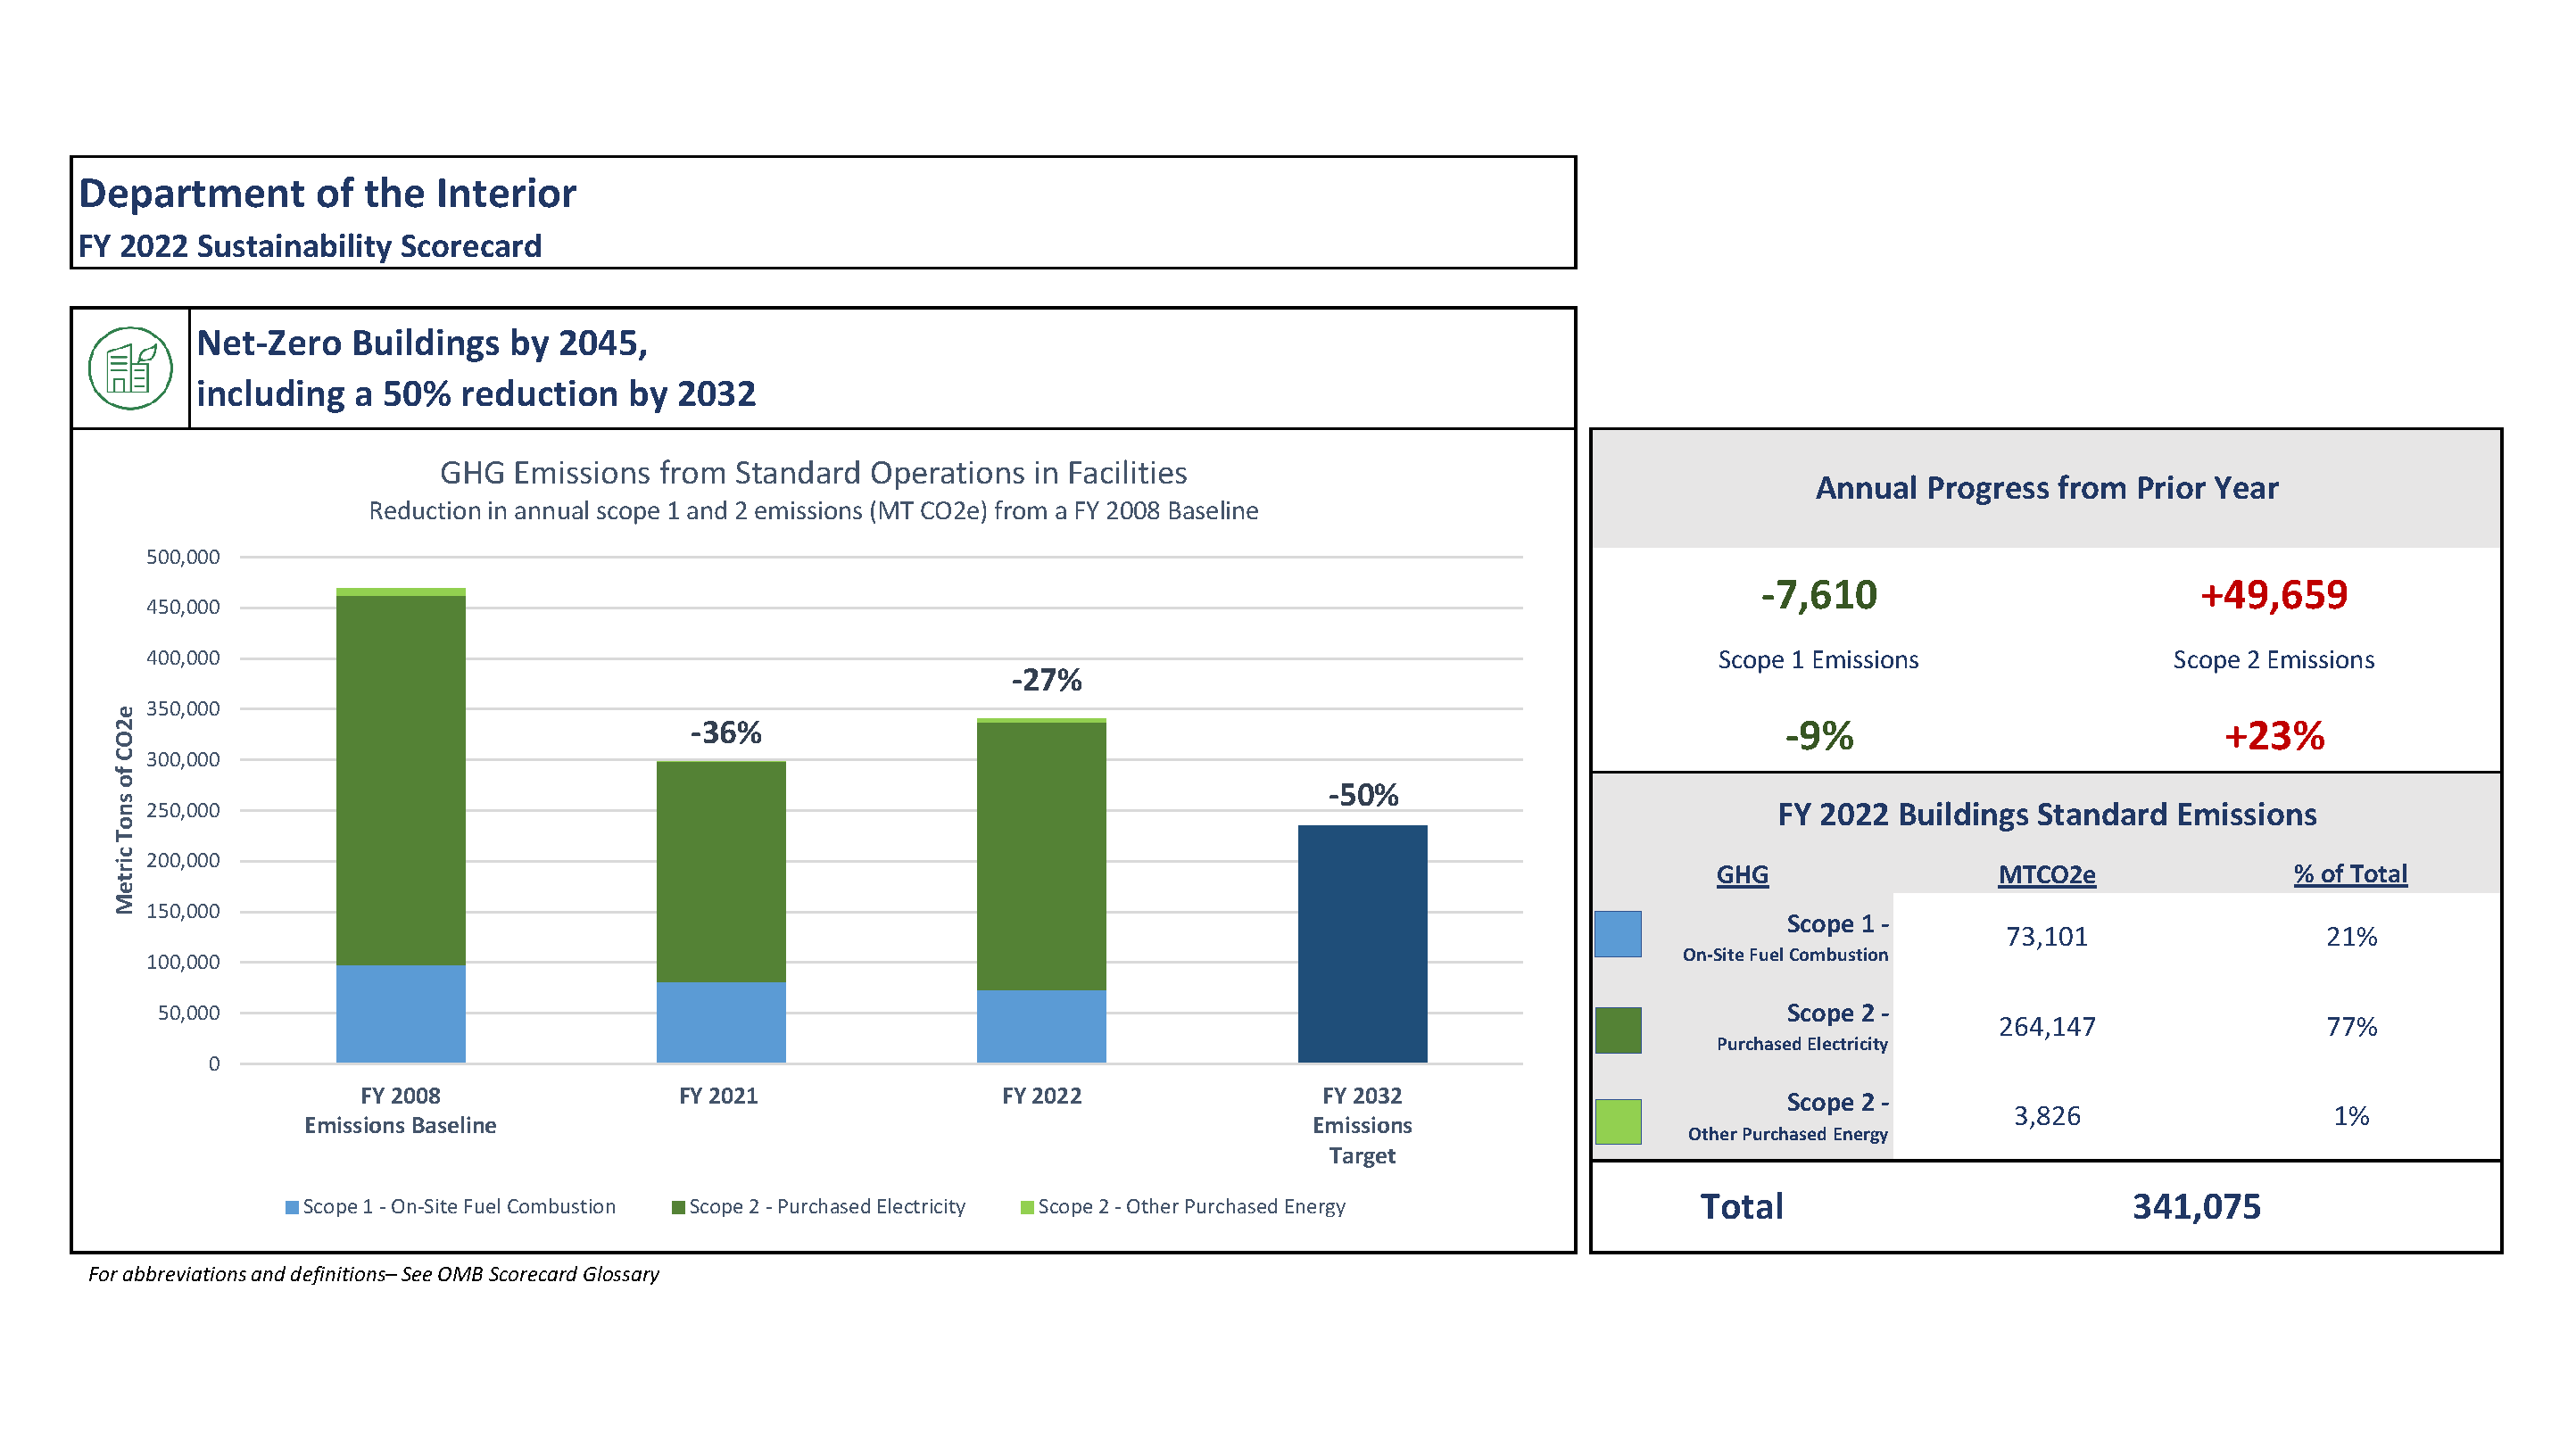 Department of the Interior
FY 2022 Sustainability Scorecard
Net-Zero Buildings by 2045,
including a 50% reduction by 2032
GHG Emissions from Standard Operations in Facilities
Reduction in annual scope 1 and 2 emissions (MT CO2e) from a FY 2008 Baseline
Metric Tons of CO2e
500,000
450,000
400,000
350,000
300,000
250,000
200,000
150,000
100,000
50,000
0
-36%
-27%
-50%
FY 2008
Emissions Baseline
FY 2021
FY 2022
FY 2032
Emissions
Target
Scope 1 - On-Site Fuel Combustion Scope 2 - Purchased Electricity Scope 2 - Other Purchased Energy
For abbreviations and definitions– See OMB Scorecard Glossary
Annual Progress from Prior Year
-7,610 +49,659
Scope 1 Emissions Scope 2 Emissions
-9% +23%
FY 2022 Buildings Standard Emissions
GHG MTCO2e % of Total
Scope 1 -
On-Site Fuel Combustion
73,101 21%
Scope 2 -
Purchased Electricity
264,147 77%
Scope 2 -
Other Purchased Energy
3,826 1%
Total 341,075